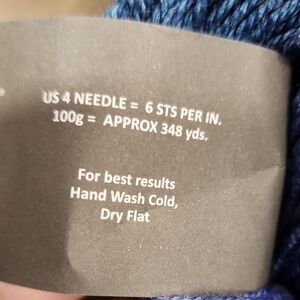 US 4 NEEDLE = 6 STS PER IN.
100g = APPROX 348 yds.
For best results
Hand Wash Cold,
Dry Flat